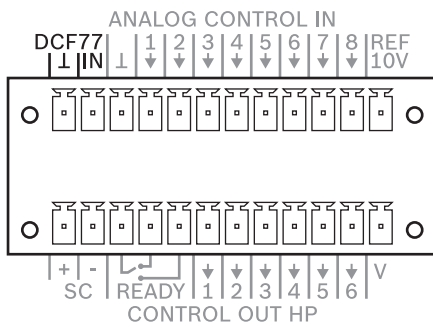 ANALOG CONTROL IN
DCF77 1 2 3 4 5 6 7 8 REF
⊥ IN ⊥ ↓ ↓ ↓ ↓ ↓ ↓ ↓ ↓ 10V
+ - ↓ ↓ ↓ ↓ ↓ ↓ V
SC READY 1 2 3 4 5 6
CONTROL OUT HP